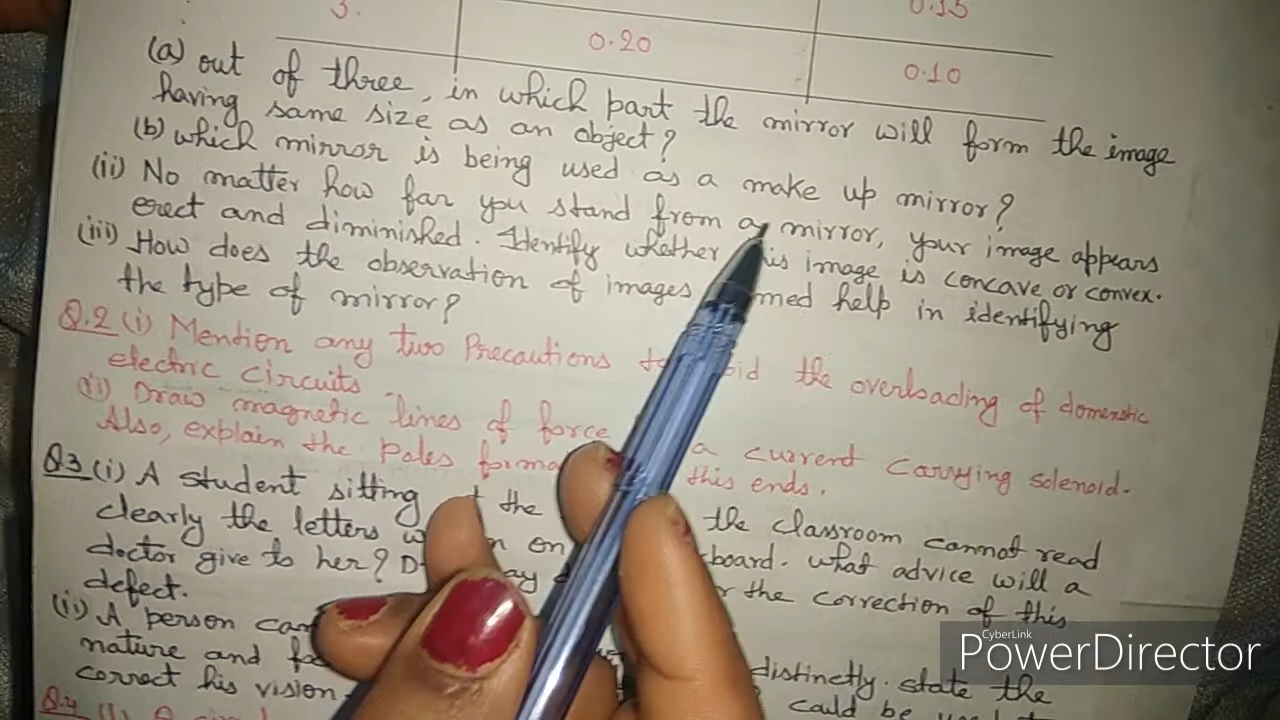 3.
0.15
0.20
0.10
(a) out of three, in which part the mirror will form the image
having same size as an object?
(b) which mirror is being used as a make up mirror?
(ii) No matter how far you stand from a mirror, your image appears
erect and diminished. Identify whether this image is concave or convex.
(iii) How does the observation of images med help in identifying
the type of mirror?
Q.2 (i) Mention any two Precautions the overloading of domestic
electric circuits
(ii) Draw magnetic lines of force a current carrying solenoid.
Also, explain the Poles forma this ends.
Q3 (i) A student sitting the the classroom cannot read
clearly the letters on board. what advice will a
doctor give to her? the correction of this
defect.
(ii) A person distinctly. state the
nature and could be
correct his vision.
Q.4 (i)
CyberLink
PowerDirector